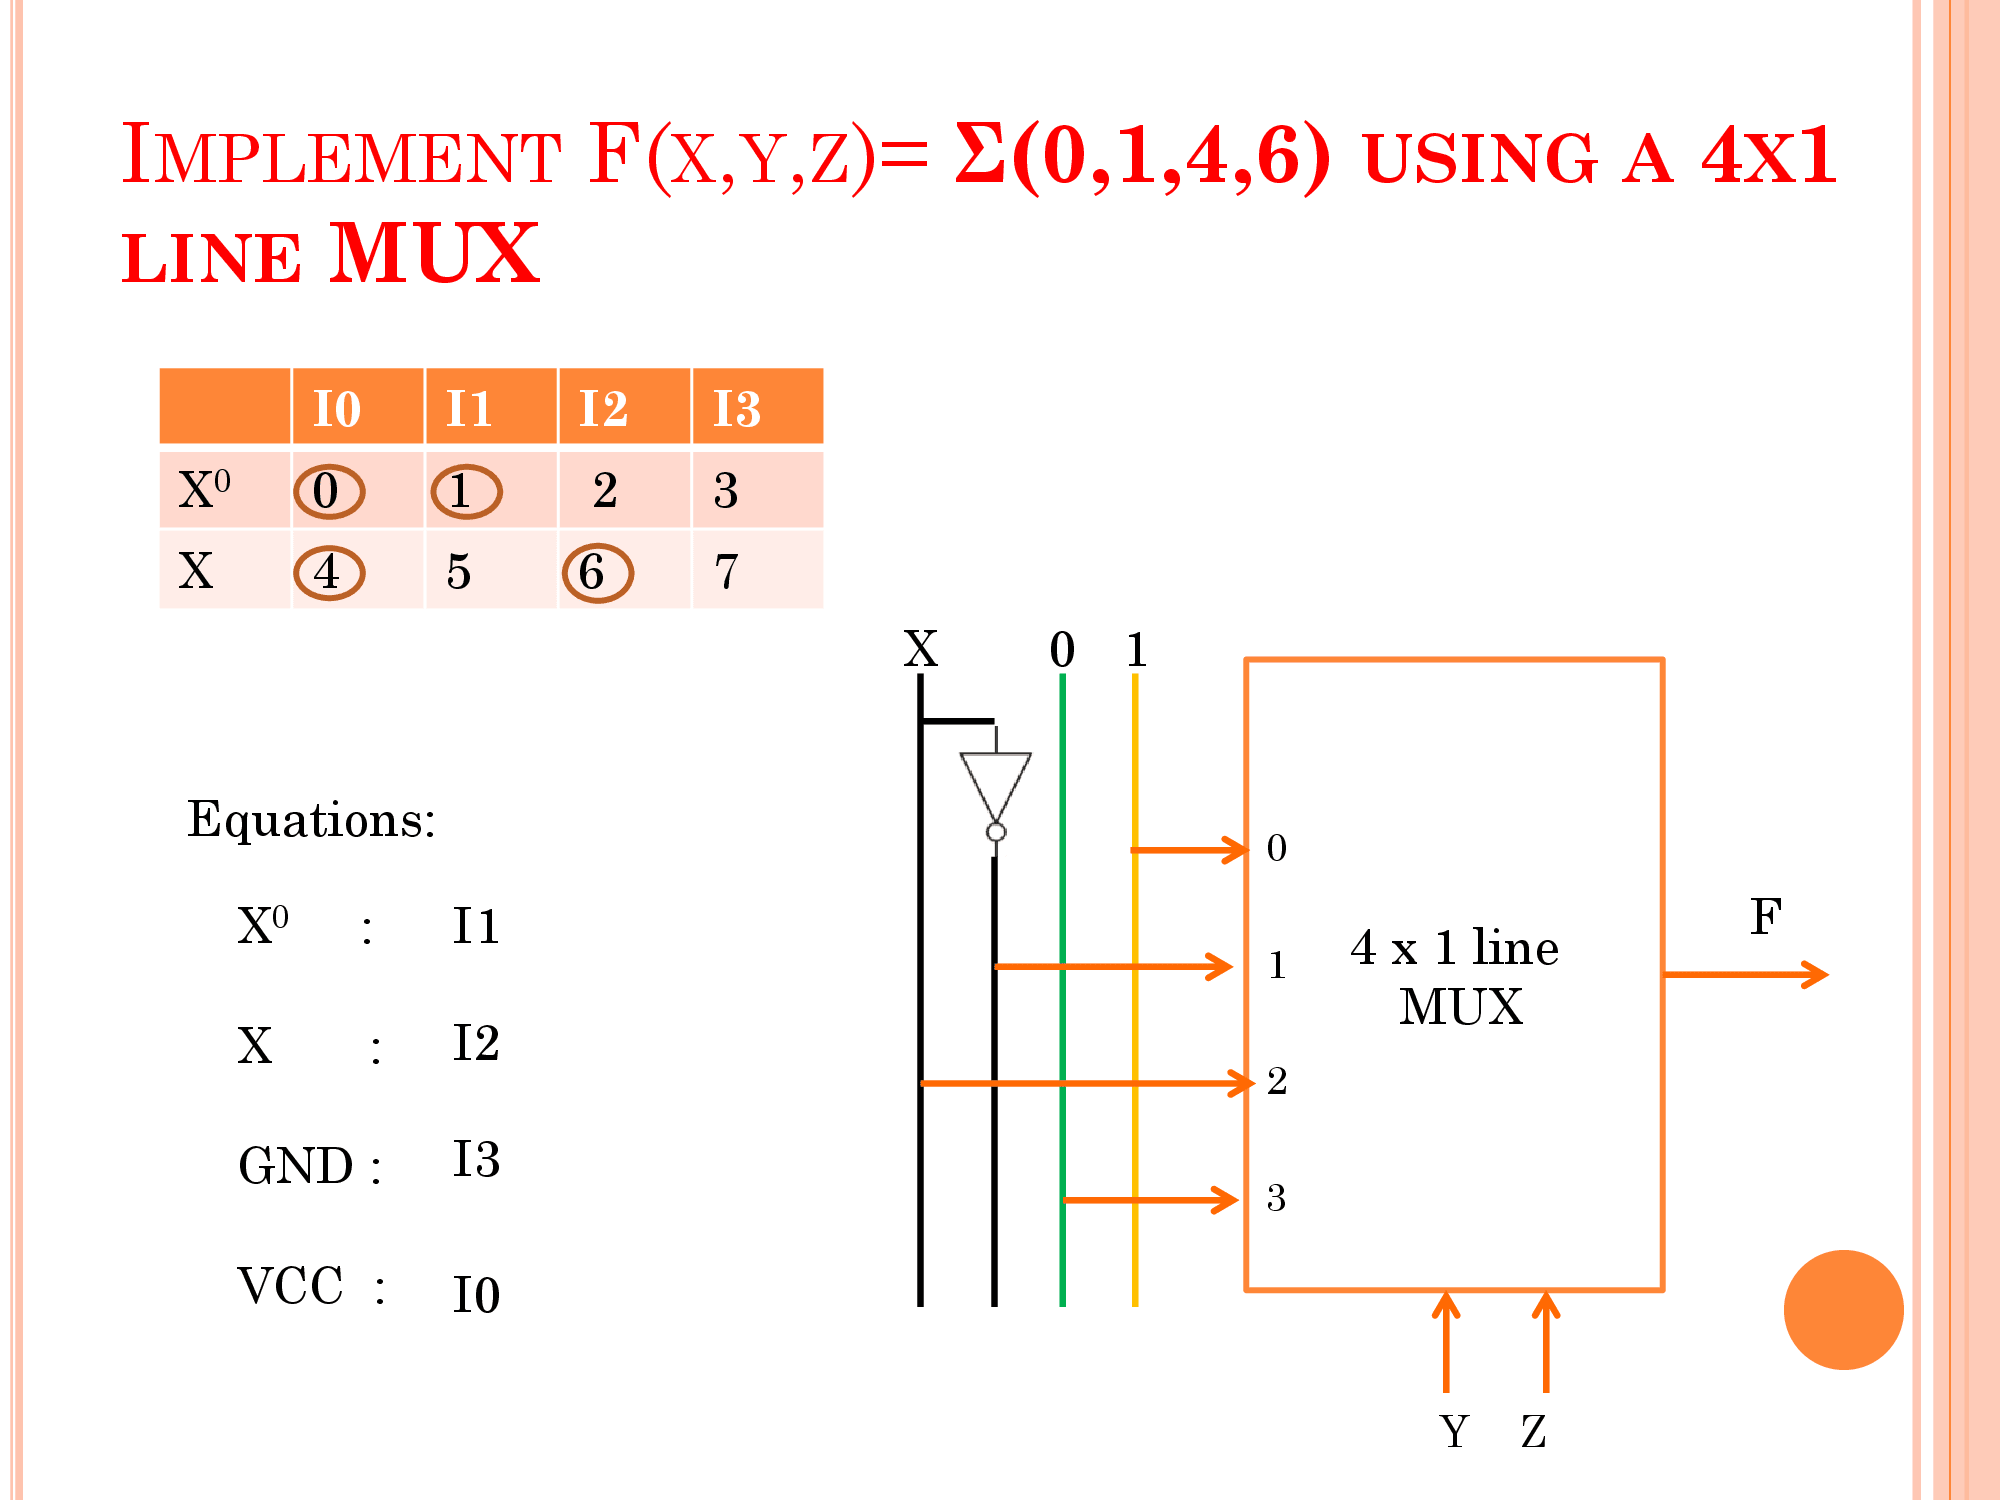 IMPLEMENT F(X,Y,Z)= Σ(0,1,4,6) USING A 4X1
LINE MUX
I0 I1 I2 I3
X⁰ 0 1 2 3
X 4 5 6 7
X 0 1
Equations:
X⁰ : I1
X : I2
GND : I3
VCC : I0
0
1
2
3
4 x 1 line
MUX
F
Y Z